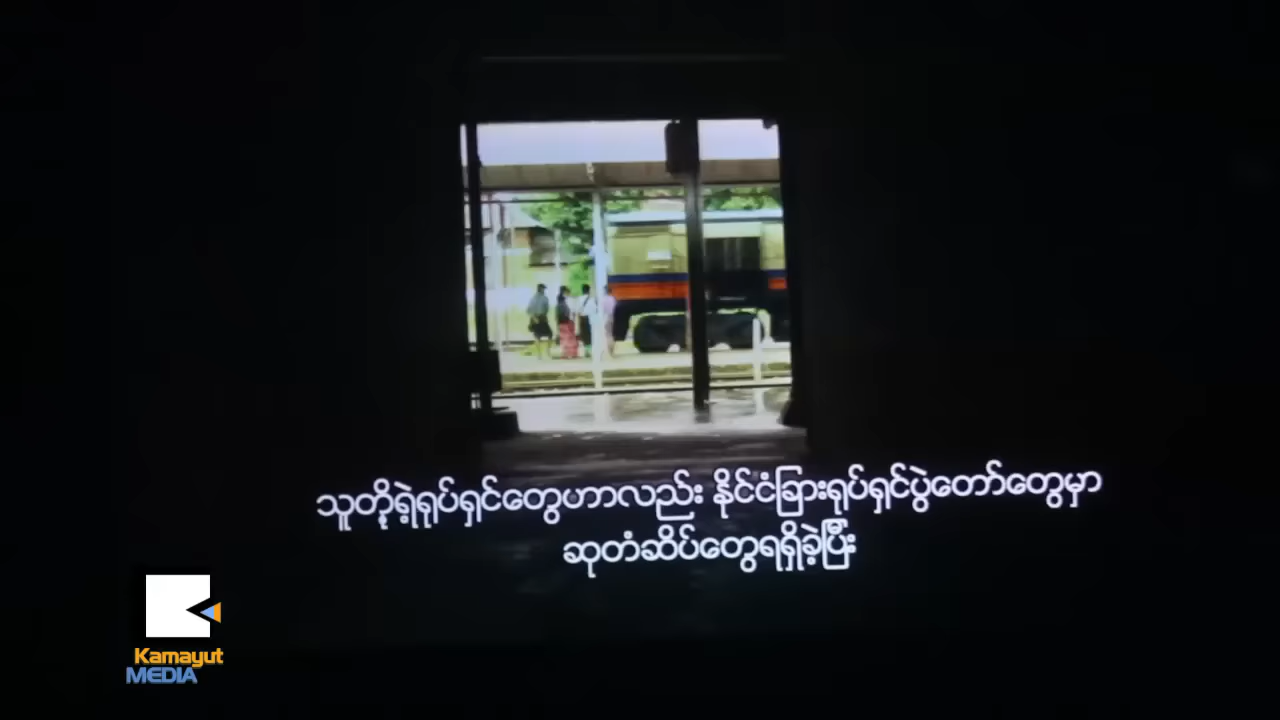 သူတို့ရဲ့ရုပ်ရှင်တွေဟာလည်း နိုင်ငံခြားရုပ်ရှင်ပွဲတော်တွေမှာ
ဆုတံဆိပ်တွေရရှိခဲ့ပြီး
Kamayut
MEDIA